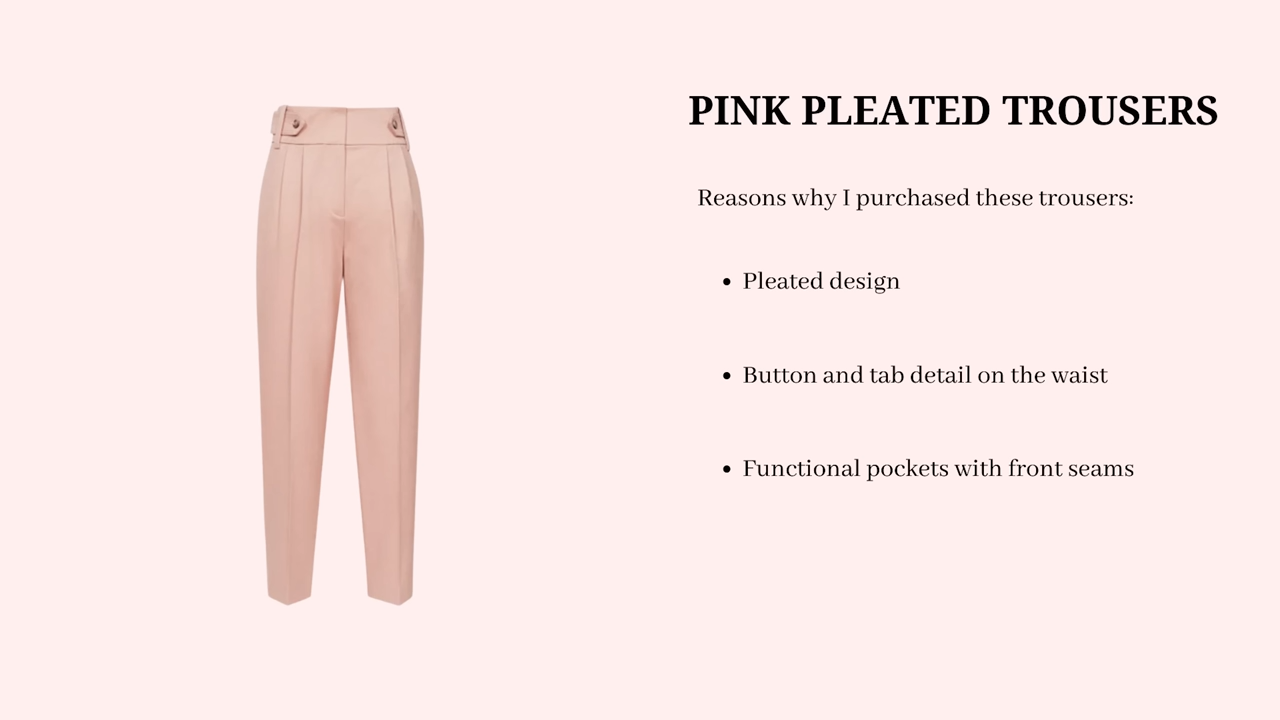 PINK PLEATED TROUSERS
Reasons why I purchased these trousers:
• Pleated design
• Button and tab detail on the waist
• Functional pockets with front seams